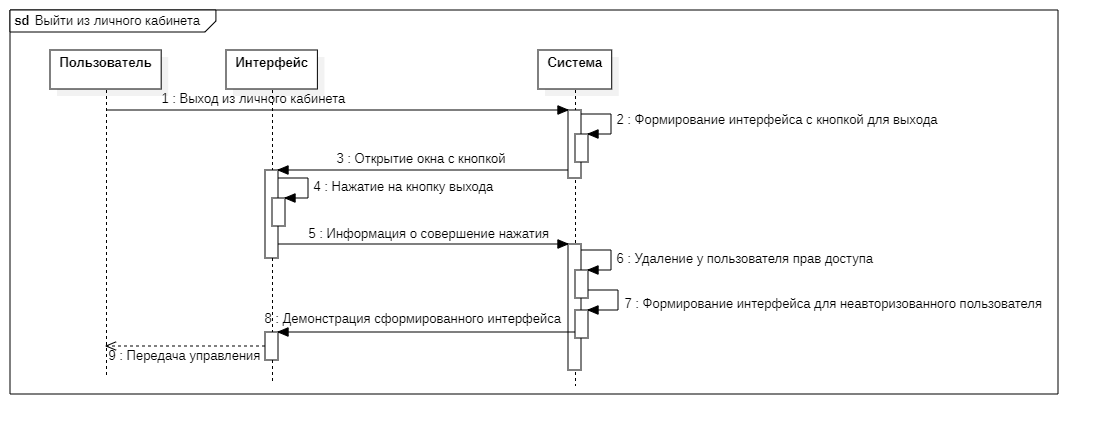 sd Выйти из личного кабинета
Пользователь
Интерфейс
Система
1 : Выход из личного кабинета
2 : Формирование интерфейса с кнопкой для выхода
3 : Открытие окна с кнопкой
4 : Нажатие на кнопку выхода
5 : Информация о совершение нажатия
6 : Удаление у пользователя прав доступа
7 : Формирование интерфейса для неавторизованного пользователя
8 : Демонстрация сформированного интерфейса
9 : Передача управления